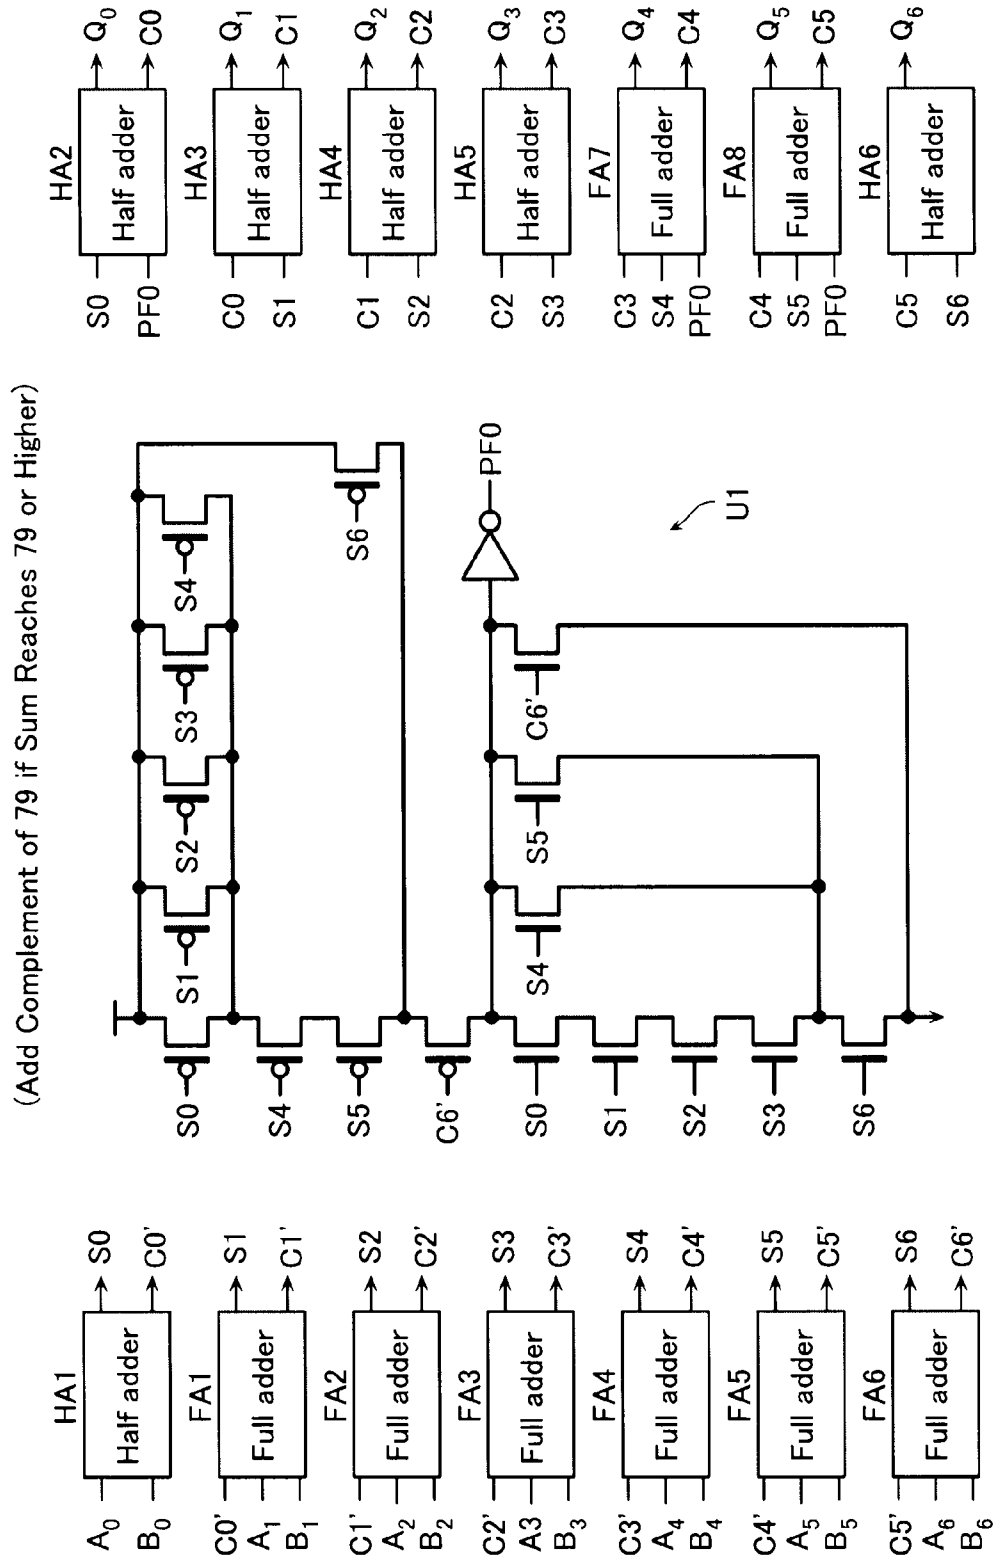 (Add Complement of 79 if Sum Reaches 79 or Higher)
HA1
A0
B0
Half adder
S0
C0'
FA1
C0'
A1
B1
Full adder
S1
C1'
FA2
C1'
A2
B2
Full adder
S2
C2'
FA3
C2'
A3
B3
Full adder
S3
C3'
FA4
C3'
A4
B4
Full adder
S4
C4'
FA5
C4'
A5
B5
Full adder
S5
C5'
FA6
C5'
A6
B6
Full adder
S6
C6'
S0
S1
S2
S3
S4
S4
S5
S6
C6'
S0
S4
S5
C6'
S1
S2
S3
S6
PF0
U1
HA2
S0
PF0
Half adder
Q0
C0
HA3
C0
S1
Half adder
Q1
C1
HA4
C1
S2
Half adder
Q2
C2
HA5
C2
S3
Half adder
Q3
C3
FA7
C3
S4
PF0
Full adder
Q4
C4
FA8
C4
S5
PF0
Full adder
Q5
C5
HA6
C5
S6
Half adder
Q6